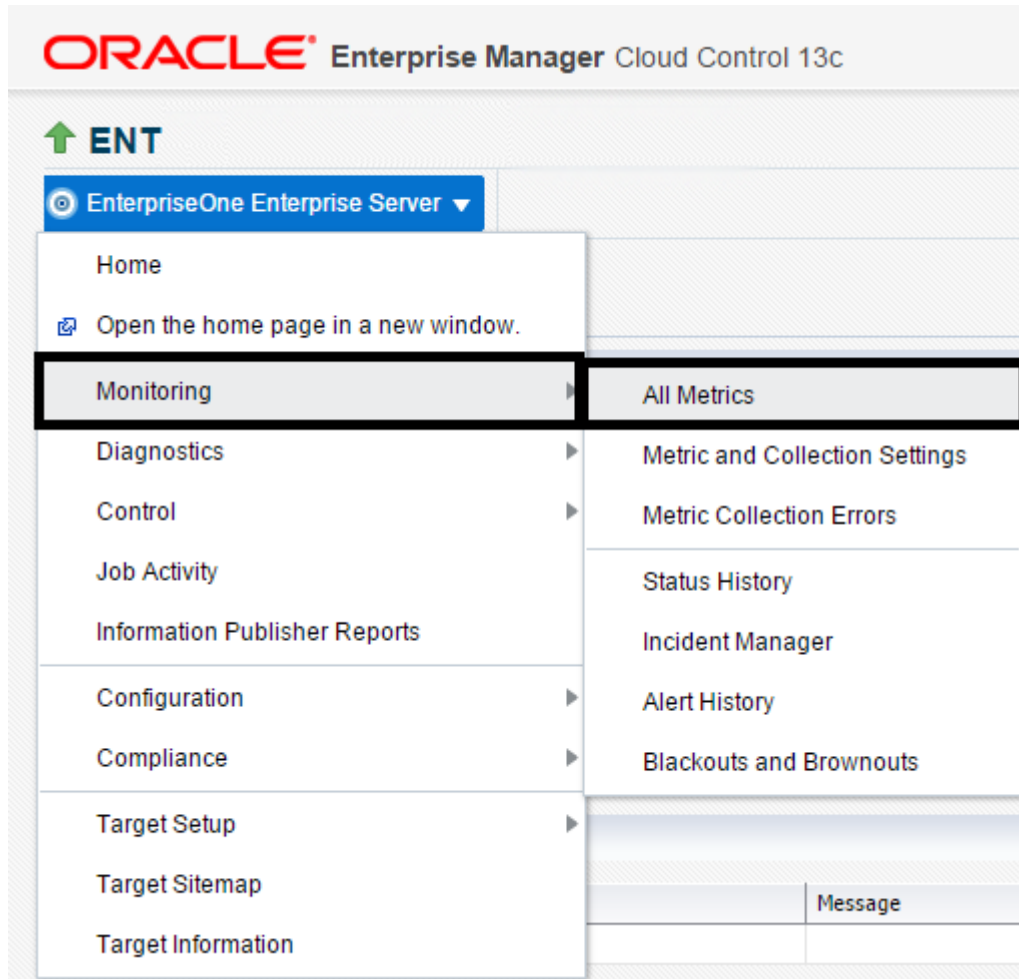 ORACLE Enterprise Manager Cloud Control 13c
ENT
EnterpriseOne Enterprise Server
Home
Open the home page in a new window.
Monitoring
Diagnostics
Control
Job Activity
Information Publisher Reports
Configuration
Compliance
Target Setup
Target Sitemap
Target Information
All Metrics
Metric and Collection Settings
Metric Collection Errors
Status History
Incident Manager
Alert History
Blackouts and Brownouts
Message